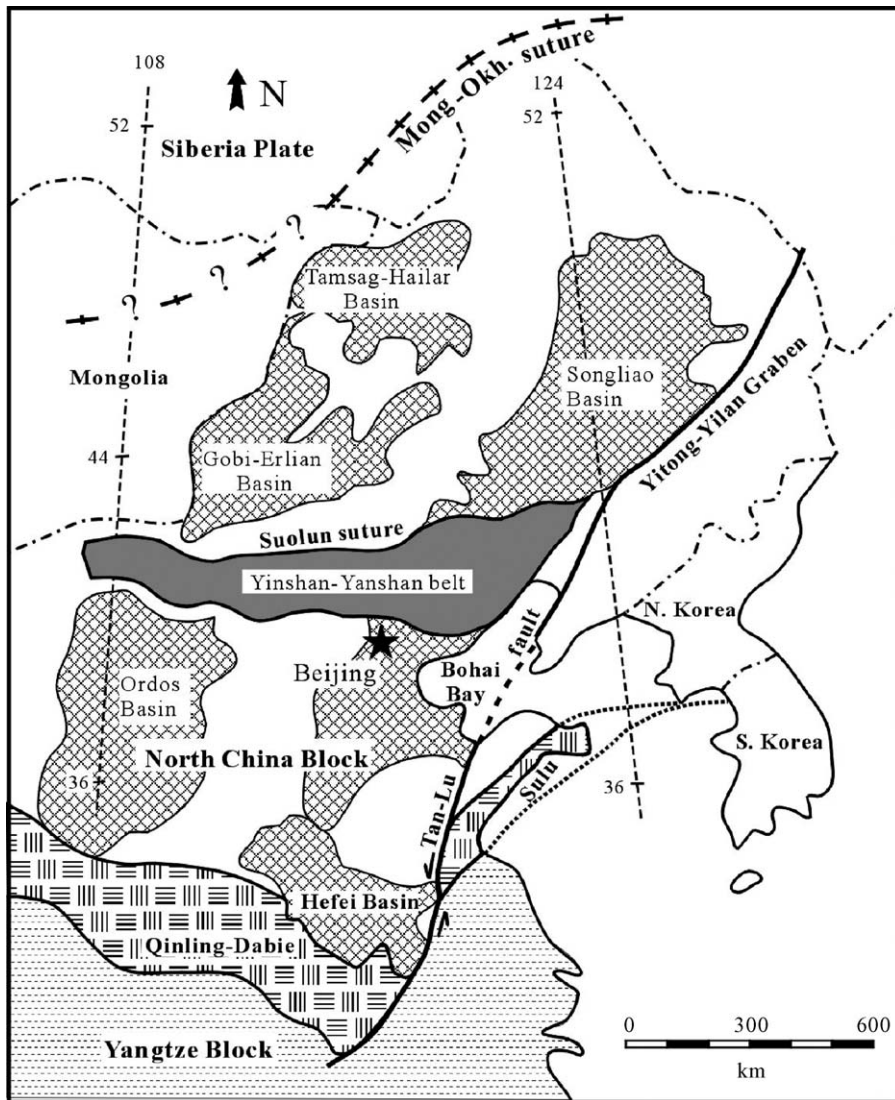 108
124
Mong-Okh. suture
N
52
52
Siberia Plate
?
?
?
Tamsag-Hailar
Basin
Mongolia
Songliao
Basin
Yitong-Yilan Graben
44
Gobi-Erlian
Basin
Suolun suture
Yinshan-Yanshan belt
N. Korea
fault
Beijing
Bohai
Bay
Ordos
Basin
S. Korea
North China Block
36
36
Sulu
Tan-Lu
Hefei Basin
Qinling-Dabie
Yangtze Block
0 300 600
km